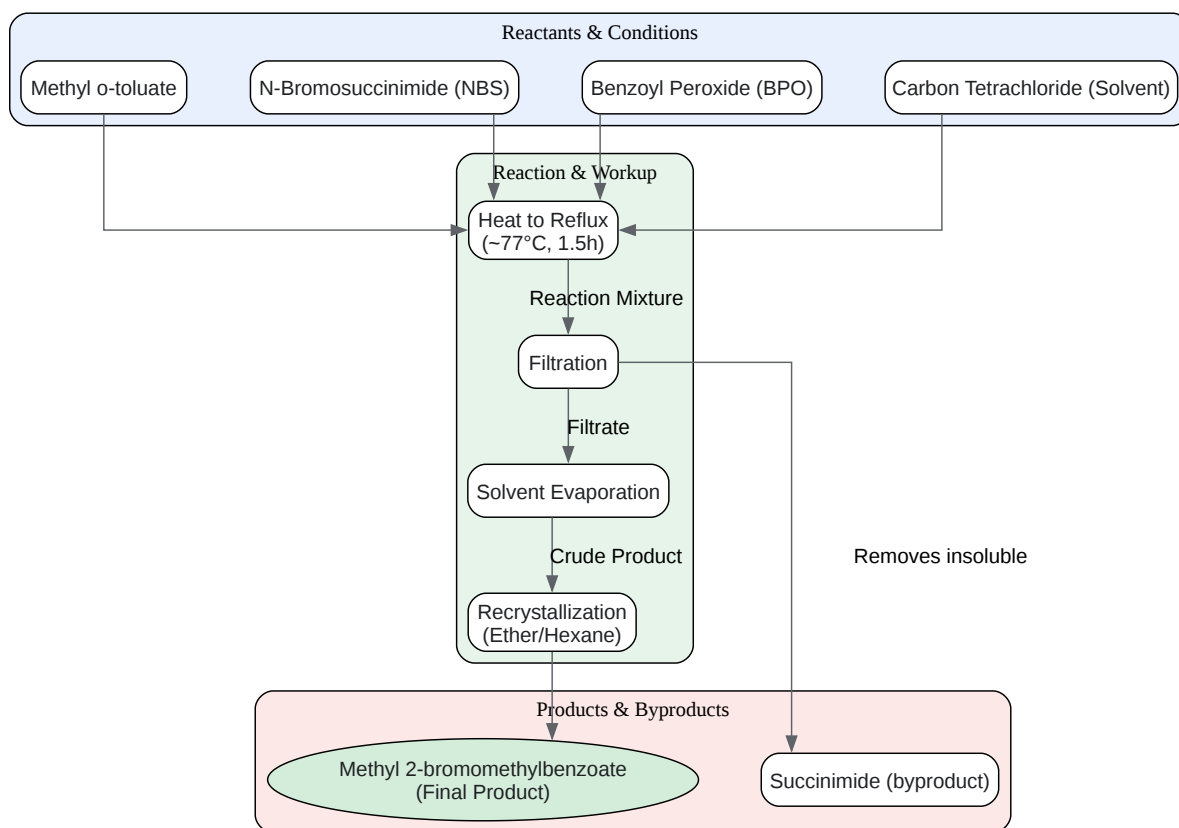 Reactants & Conditions
Methyl o-toluate
N-Bromosuccinimide (NBS)
Benzoyl Peroxide (BPO)
Carbon Tetrachloride (Solvent)
Reaction & Workup
Heat to Reflux
(~77°C, 1.5h)
Reaction Mixture
Filtration
Filtrate
Solvent Evaporation
Crude Product
Removes insoluble
Recrystallization
(Ether/Hexane)
Products & Byproducts
Methyl 2-bromomethylbenzoate
(Final Product)
Succinimide (byproduct)